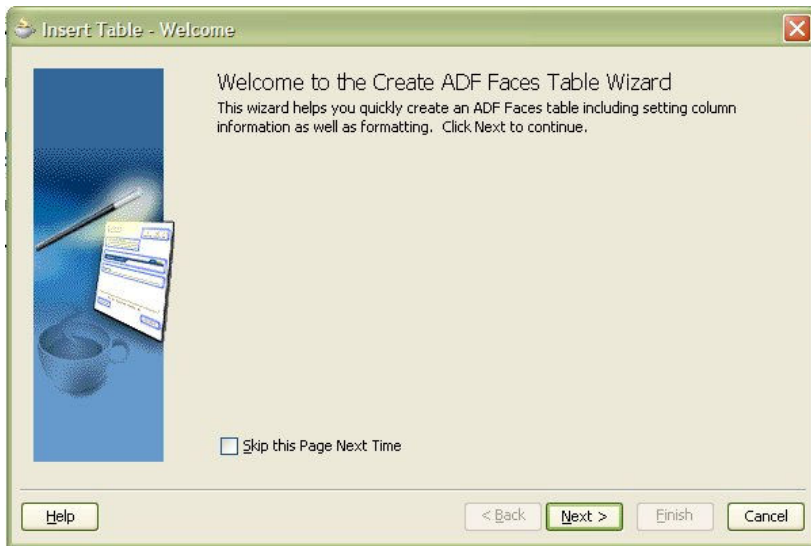 Insert Table - Welcome
Welcome to the Create ADF Faces Table Wizard
This wizard helps you quickly create an ADF Faces table including setting column
information as well as formatting. Click Next to continue.
Skip this Page Next Time
Help
< Back
Next >
Finish
Cancel